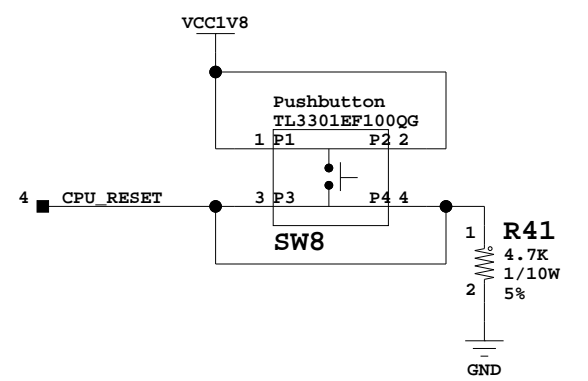 VCC1V8
Pushbutton
TL3301EF100QG
1 P1 P2 2
4 CPU_RESET 3 P3 P4 4
SW8
1 R41
4.7K
1/10W
2 5%
GND